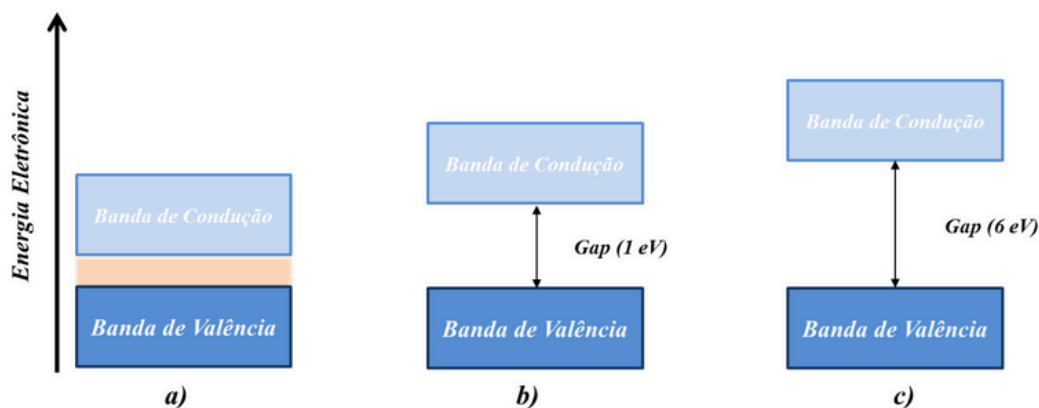 Energia Eletrônica
Banda de Condução
Banda de Valência
a)
Banda de Condução
Gap (1 eV)
Banda de Valência
b)
Banda de Condução
Gap (6 eV)
Banda de Valência
c)